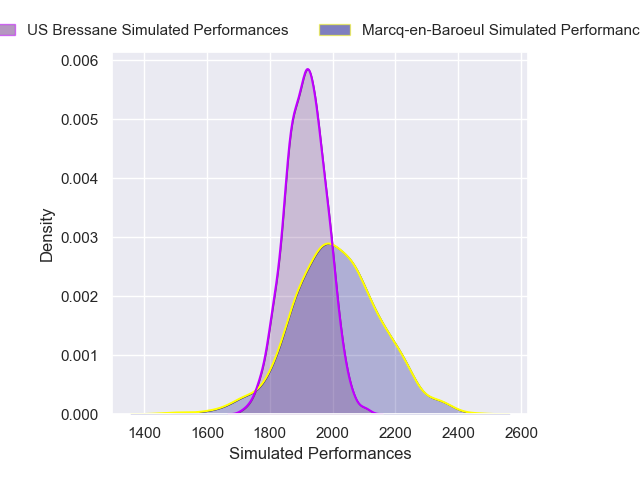 US Bressane Simulated Performances
Marcq-en-Baroeul Simulated Performanc
0.006
0.005
0.004
0.003
0.002
0.001
0.000
Density
1400 1600 1800 2000 2200 2400 2600
Simulated Performances